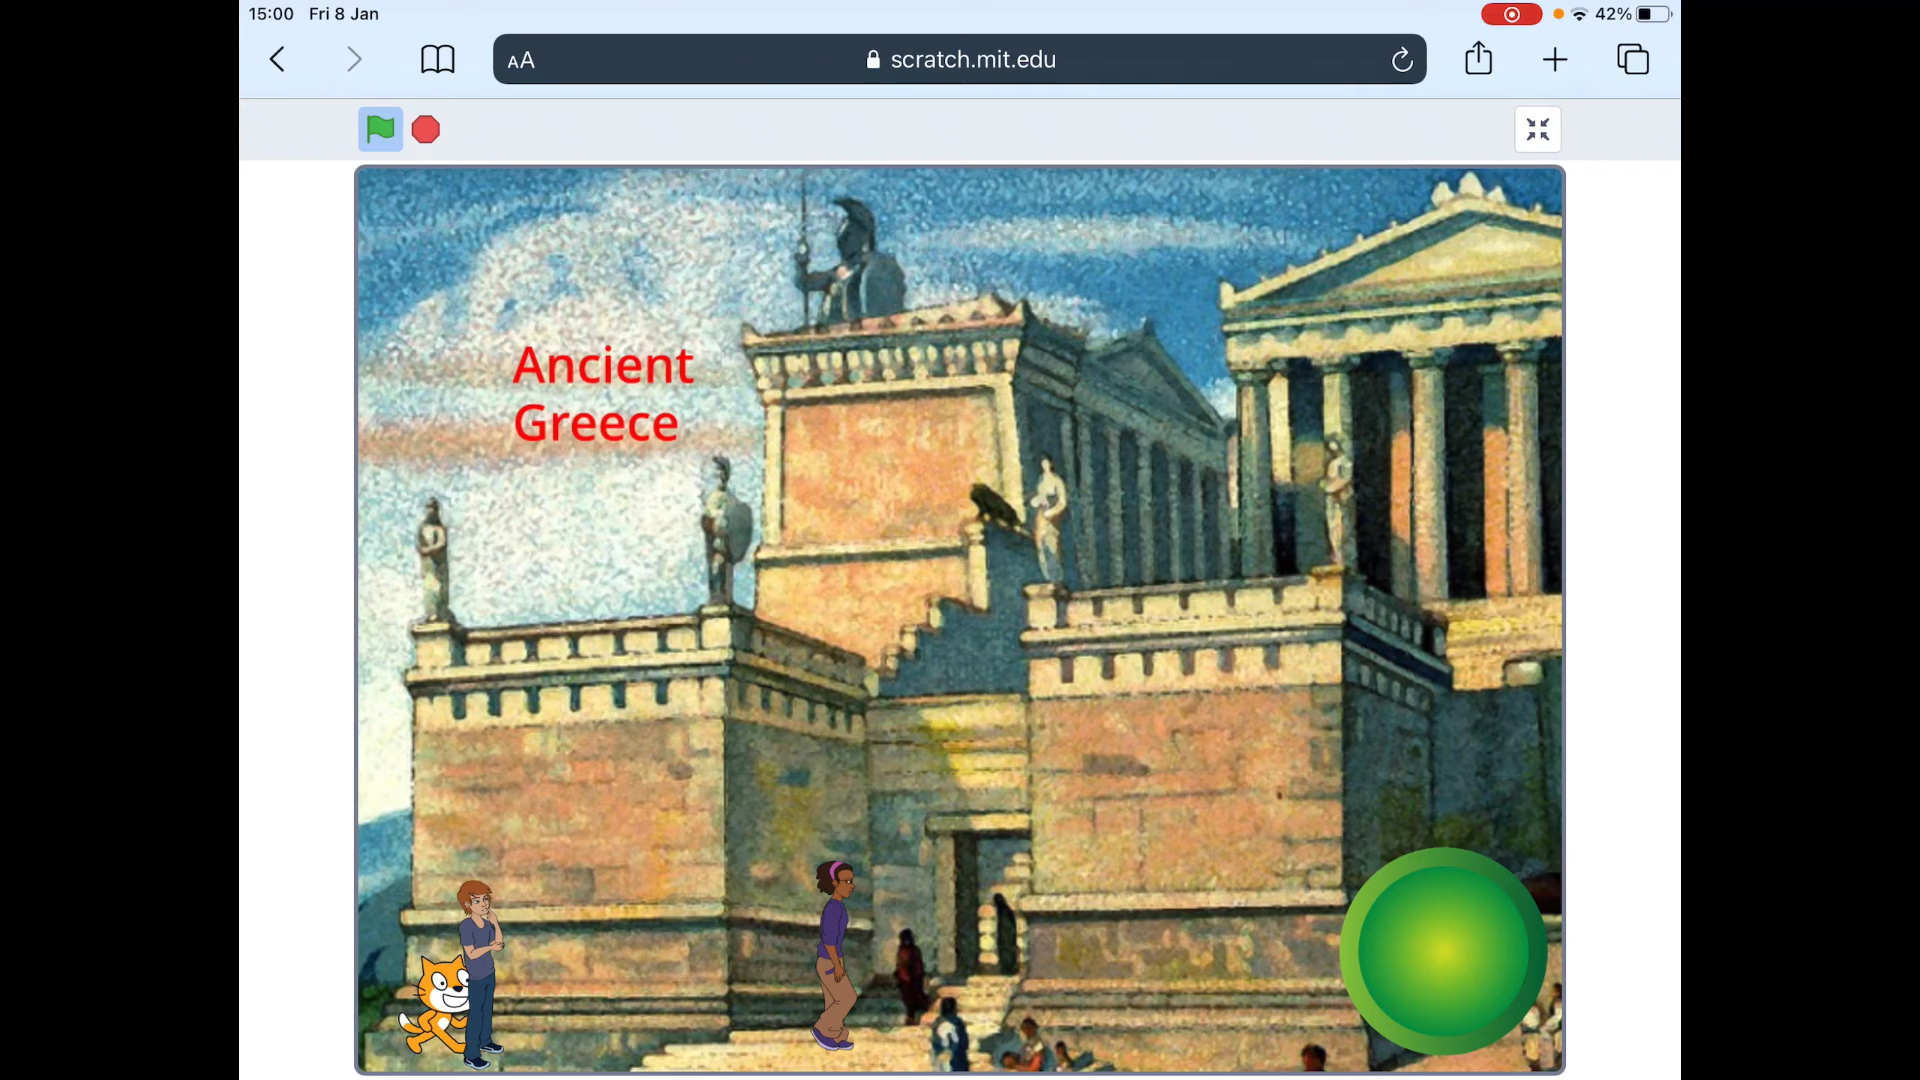 15:00 Fri 8 Jan
42%
AA
scratch.mit.edu
Ancient
Greece